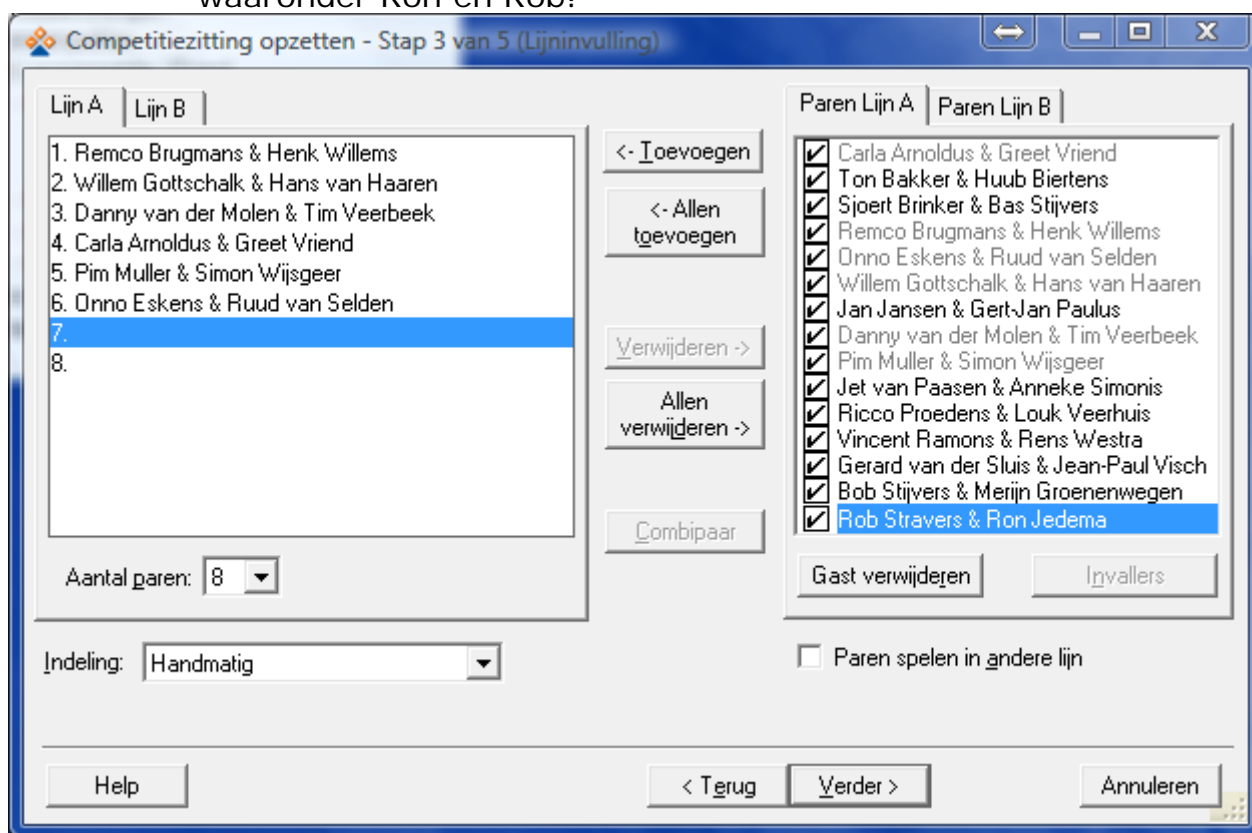 waaronder Ron en Rob?
Competitiezitting opzetten - Stap 3 van 5 (Lijninvulling)
Lijn A
Lijn B
1. Remco Brugmans & Henk Willems
2. Willem Gottschalk & Hans van Haaren
3. Danny van der Molen & Tim Veerbeek
4. Carla Arnoldus & Greet Vriend
5. Pim Muller & Simon Wijsgeer
6. Onno Eskens & Ruud van Selden
7.
8.
Aantal paren: 8
Indeling: Handmatig
<- Toevoegen
<- Allen
toevoegen
Verwijderen ->
Allen
verwijderen ->
Combipaar
Paren Lijn A
Paren Lijn B
Carla Arnoldus & Greet Vriend
Ton Bakker & Huub Biertens
Sjoert Brinker & Bas Stijvers
Remco Brugmans & Henk Willems
Onno Eskens & Ruud van Selden
Willem Gottschalk & Hans van Haaren
Jan Jansen & Gert-Jan Paulus
Danny van der Molen & Tim Veerbeek
Pim Muller & Simon Wijsgeer
Jet van Paasen & Anneke Simonis
Ricco Proedens & Louk Veerhuis
Vincent Ramons & Rens Westra
Gerard van der Sluis & Jean-Paul Visch
Bob Stijvers & Merijn Groenenwegen
Rob Stravers & Ron Jedema
Gast verwijderen
Invallers
Paren spelen in andere lijn
Help
< Terug
Verder >
Annuleren